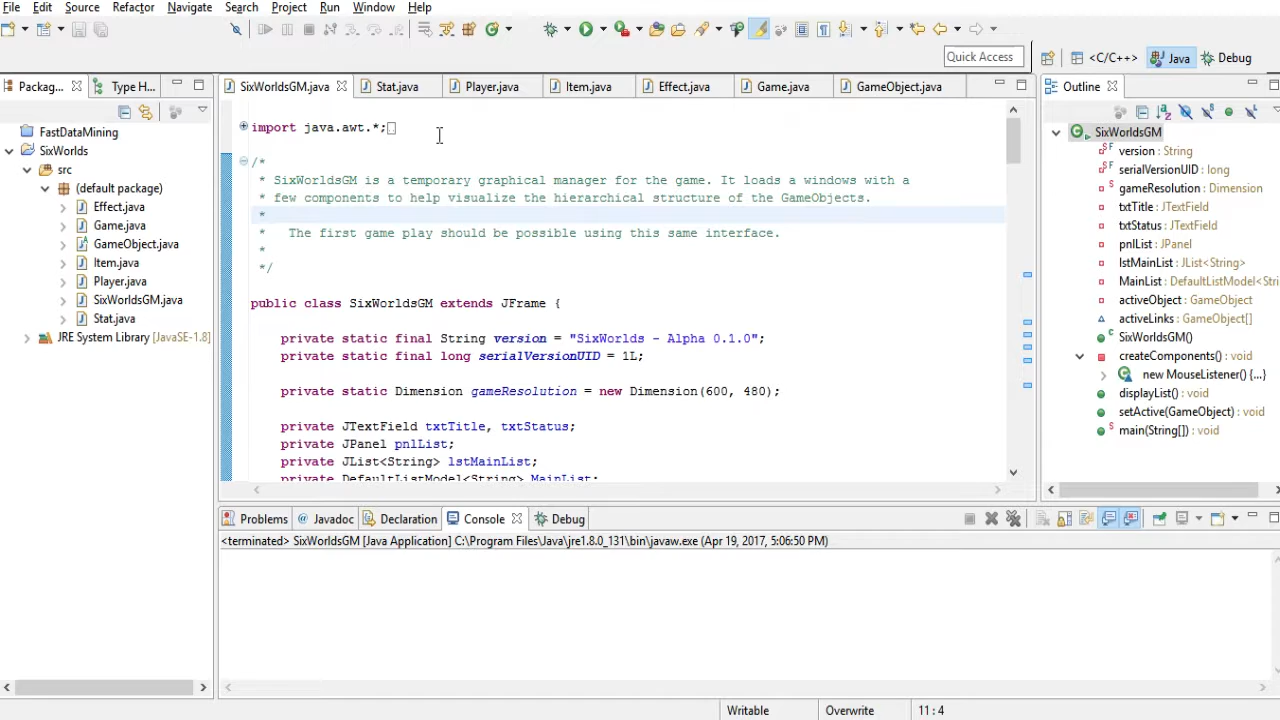 File Edit Source Refactor Navigate Search Project Run Window Help
Quick Access
<C/C++> Java Debug
Packag... Type H...
FastDataMining
SixWorlds
src
(default package)
Effect.java
Game.java
GameObject.java
Item.java
Player.java
SixWorldsGM.java
Stat.java
JRE System Library [JavaSE-1.8]
SixWorldsGM.java Stat.java Player.java Item.java Effect.java Game.java GameObject.java
import java.awt.*;
/*
* SixWorldsGM is a temporary graphical manager for the game. It loads a windows with a
* few components to help visualize the hierarchical structure of the GameObjects.
*
* The first game play should be possible using this same interface.
*
*/
public class SixWorldsGM extends JFrame {
private static final String version = "SixWorlds - Alpha 0.1.0";
private static final long serialVersionUID = 1L;
private static Dimension gameResolution = new Dimension(600, 480);
private JTextField txtTitle, txtStatus;
private JPanel pnlList;
private JList<String> lstMainList;
private DefaultListModel<String> MainList;
Outline
SixWorldsGM
version : String
serialVersionUID : long
gameResolution : Dimension
txtTitle : JTextField
txtStatus : JTextField
pnlList : JPanel
lstMainList : JList<String>
MainList : DefaultListModel<Stri
activeObject : GameObject
activeLinks : GameObject[]
SixWorldsGM()
createComponents() : void
new MouseListener() {...}
displayList() : void
setActive(GameObject) : void
main(String[]) : void
Problems @ Javadoc Declaration Console Debug
<terminated> SixWorldsGM [Java Application] C:\Program Files\Java\jre1.8.0_131\bin\javaw.exe (Apr 19, 2017, 5:06:50 PM)
Writable Overwrite 11 : 4